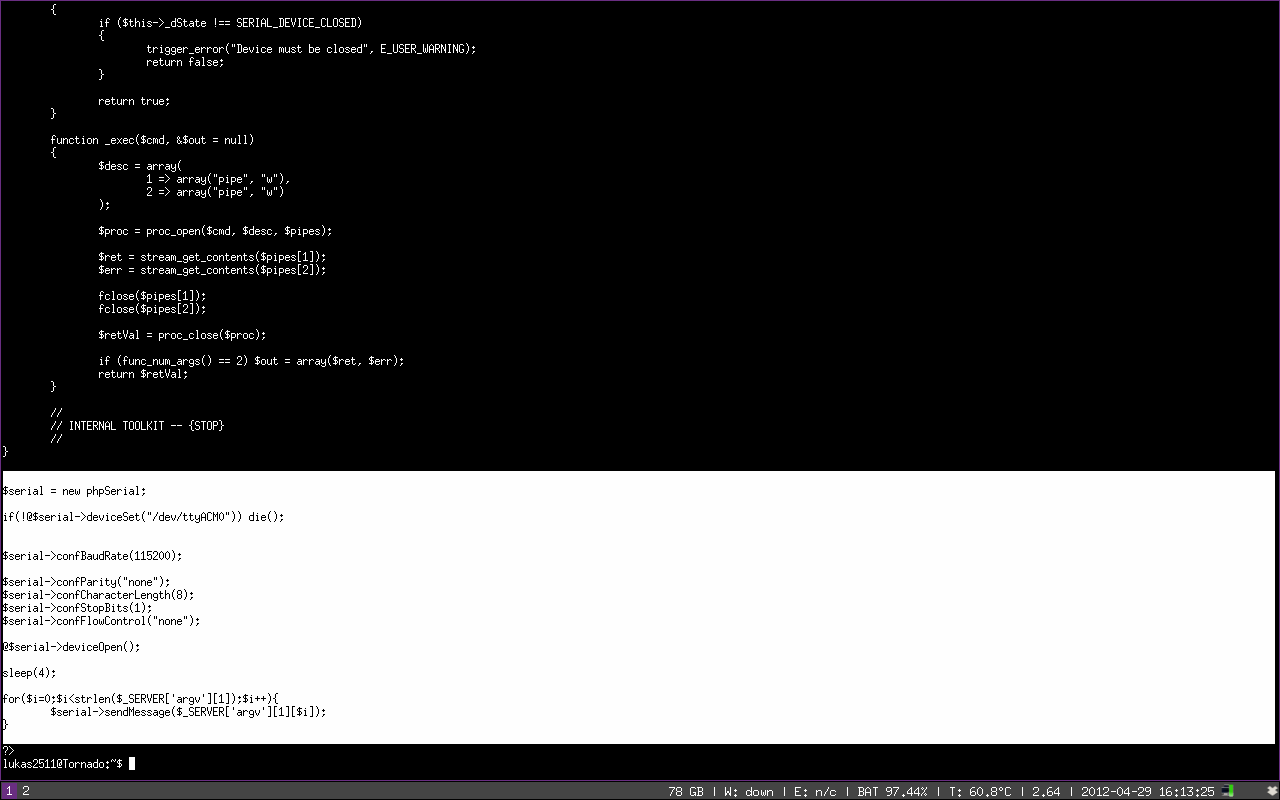 {
if ($this->_dState !== SERIAL_DEVICE_CLOSED)
{
trigger_error("Device must be closed", E_USER_WARNING);
return false;
}
return true;
}
function _exec($cmd, &$out = null)
{
$desc = array(
1 => array("pipe", "w"),
2 => array("pipe", "w")
);
$proc = proc_open($cmd, $desc, $pipes);
$ret = stream_get_contents($pipes[1]);
$err = stream_get_contents($pipes[2]);
fclose($pipes[1]);
fclose($pipes[2]);
$retVal = proc_close($proc);
if (func_num_args() == 2) $out = array($ret, $err);
return $retVal;
}
//
// INTERNAL TOOLKIT -- {STOP}
//
}
$serial = new phpSerial;
if(!@$serial->deviceSet("/dev/ttyACM0")) die();
$serial->confBaudRate(115200);
$serial->confParity("none");
$serial->confCharacterLength(8);
$serial->confStopBits(1);
$serial->confFlowControl("none");
@$serial->deviceOpen();
sleep(4);
for($i=0;$i<strlen($_SERVER['argv'][1]);$i++){
$serial->sendMessage($_SERVER['argv'][1][$i]);
}
?>
lukas2511@Tornado:~$
1 2 78 GB | W: down | E: n/c | BAT 97.44% | T: 60.8°C | 2.64 | 2012-04-29 16:13:25